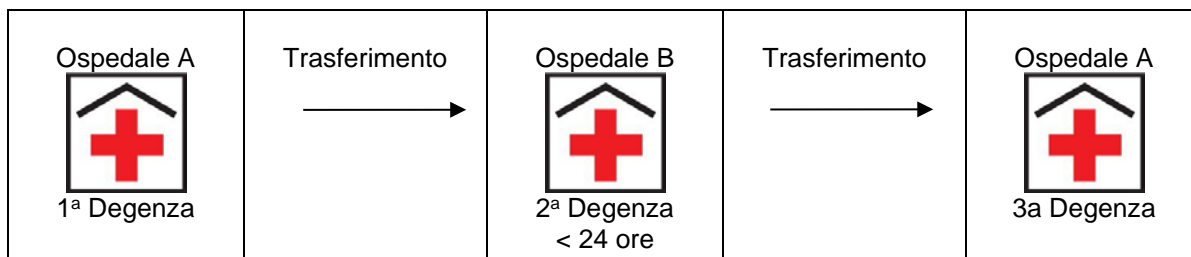 Ospedale A
1ª Degenza
Trasferimento
Ospedale B
2ª Degenza
< 24 ore
Trasferimento
Ospedale A
3a Degenza